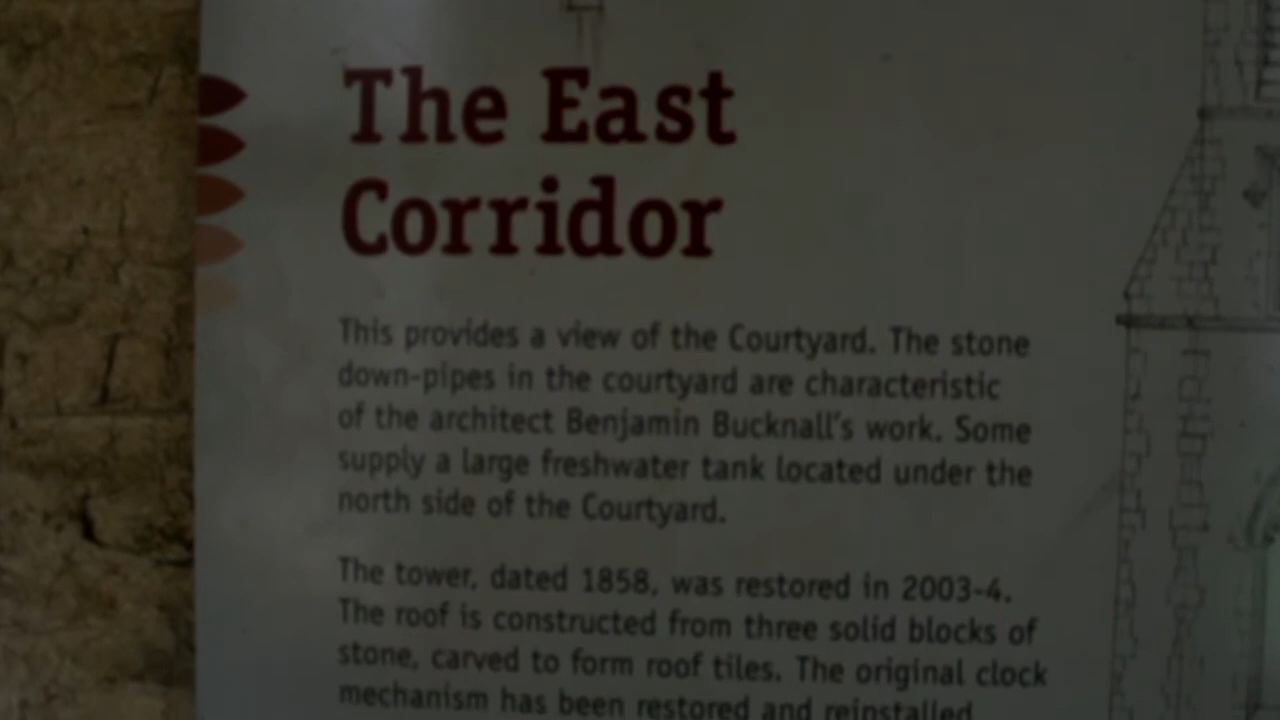 The East
Corridor
This provides a view of the Courtyard. The stone
down-pipes in the courtyard are characteristic
of the architect Benjamin Bucknall's work. Some
supply a large freshwater tank located under the
north side of the Courtyard.
The tower, dated 1858, was restored in 2003-4.
The roof is constructed from three solid blocks of
stone, carved to form roof tiles. The original clock
mechanism has been restored and reinstalled